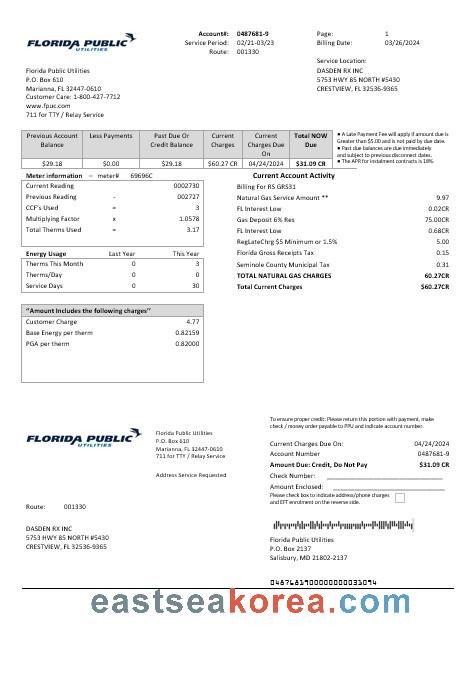 FLORIDA PUBLIC
UTILITIES
Account#: 0487681-9
Service Period: 02/21-03/23
Route: 001330
Page: 1
Billing Date: 03/26/2024
Service Location:
DASDEN RX INC
5753 HWY 85 NORTH #5430
CRESTVIEW, FL 32536-9365
Florida Public Utilities
P.O. Box 610
Marianna, FL 32447-0610
Customer Care: 1-800-427-7712
www.fpuc.com
711 for TTY / Relay Service
Previous Account Balance Less Payments Past Due Or Credit Balance Current Charges Current Charges Due On Total NOW Due
$29.18 $0.00 $29.18 $60.27 CR 04/24/2024 $31.09 CR
● A Late Payment Fee will apply if amount due is
Greater than $5.00 and is not paid by due date.
● Past due balances are due immediately
and subject to previous disconnect dates.
● The APR for instalment contracts is 18%.
Meter information – meter# 69696C
Current Reading 0002730
Previous Reading - 002727
CCF's Used = 3
Multiplying Factor x 1.0578
Total Therms Used = 3.17
Energy Usage Last Year This Year
Therms This Month 0 3
Therms/Day 0 0
Service Days 0 30
Current Account Activity
Billing For RS GRS31
Natural Gas Service Amount ** 9.97
FL Interest Low 0.02CR
Gas Deposit 6% Res 75.00CR
FL Interest Low 0.68CR
RegLateChrg $5 Minimum or 1.5% 5.00
Florida Gross Receipts Tax 0.15
Seminole County Municipal Tax 0.31
TOTAL NATURAL GAS CHARGES 60.27CR
Total Current Charges $60.27CR
"Amount Includes the following charges"
Customer Charge 4.77
Base Energy per therm 0.82159
PGA per therm 0.82000
FLORIDA PUBLIC
UTILITIES
Florida Public Utilities
P.O. Box 610
Marianna, FL 32447-0610
711 for TTY / Relay Service
Address Service Requested
To ensure proper credit: Please return this portion with payment, make
check / money order payable to PPU and indicate account number.
Current Charges Due On: 04/24/2024
Account Number 0487681-9
Amount Due: Credit, Do Not Pay $31.09 CR
Check Number:
Amount Enclosed:
Please check box to indicate address/phone charges
and EFT enrolment on the reverse side.
Route: 001330
DASDEN RX INC
5753 HWY 85 NORTH #5430
CRESTVIEW, FL 32536-9365
Florida Public Utilities
P.O. Box 2137
Salisbury, MD 21802-2137
eastseakorea.com